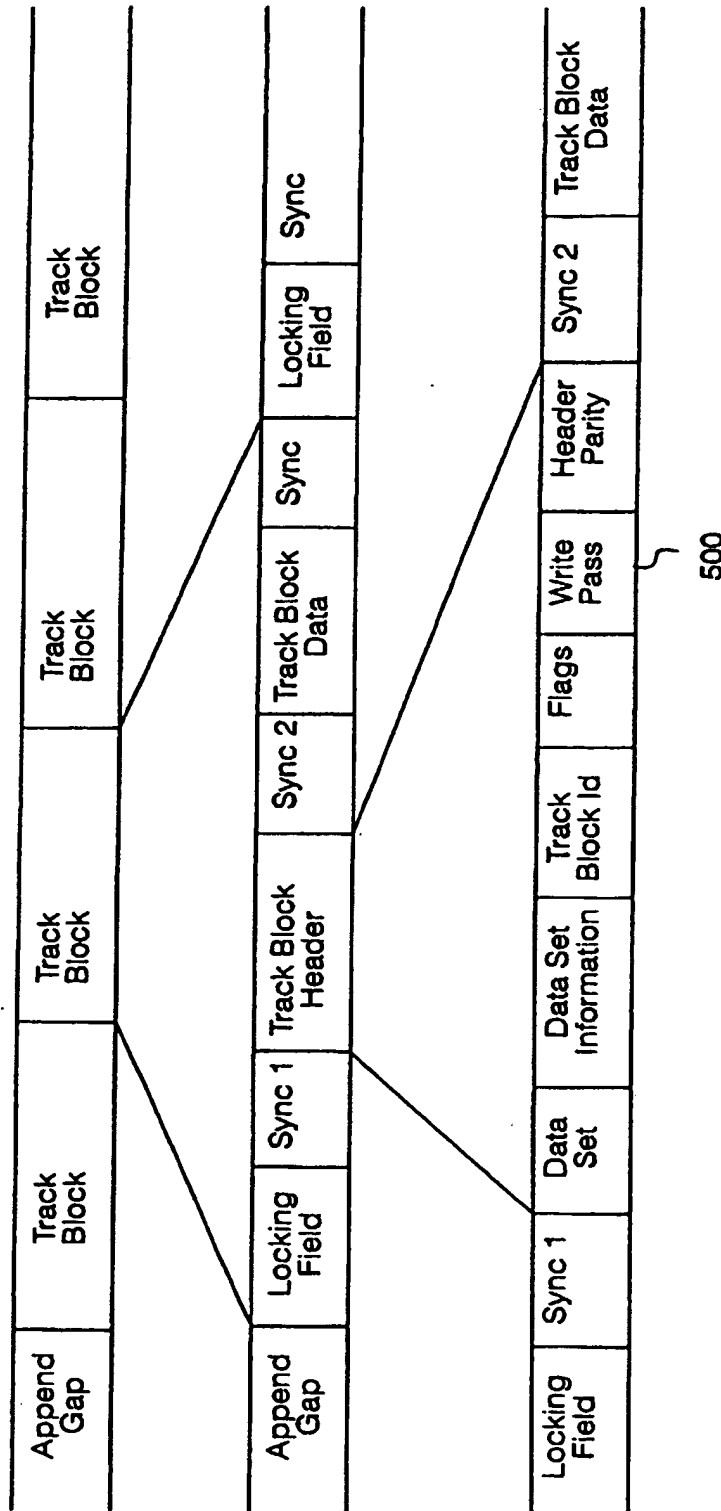 Append
Gap
Track
Block
Track
Block
Track
Block
Track
Block
Append
Gap
Locking
Field
Sync 1
Track Block
Header
Sync 2
Track Block
Data
Sync
Locking
Field
Sync
Locking
Field
Sync 1
Data
Set
Data Set
Information
Track
Block Id
Flags
Write
Pass
Header
Parity
Sync 2
Track Block
Data
500